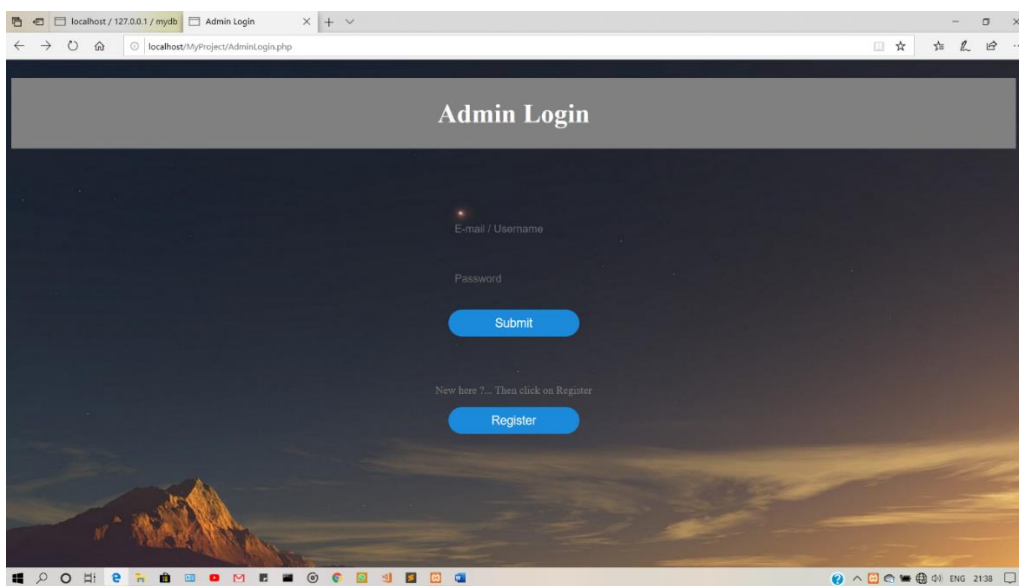 localhost / 127.0.0.1 / mydb
Admin Login
localhost/MyProject/AdminLogin.php
Admin Login
E-mail / Username
Password
Submit
New here ?... Then click on Register
Register
ENG 21:38